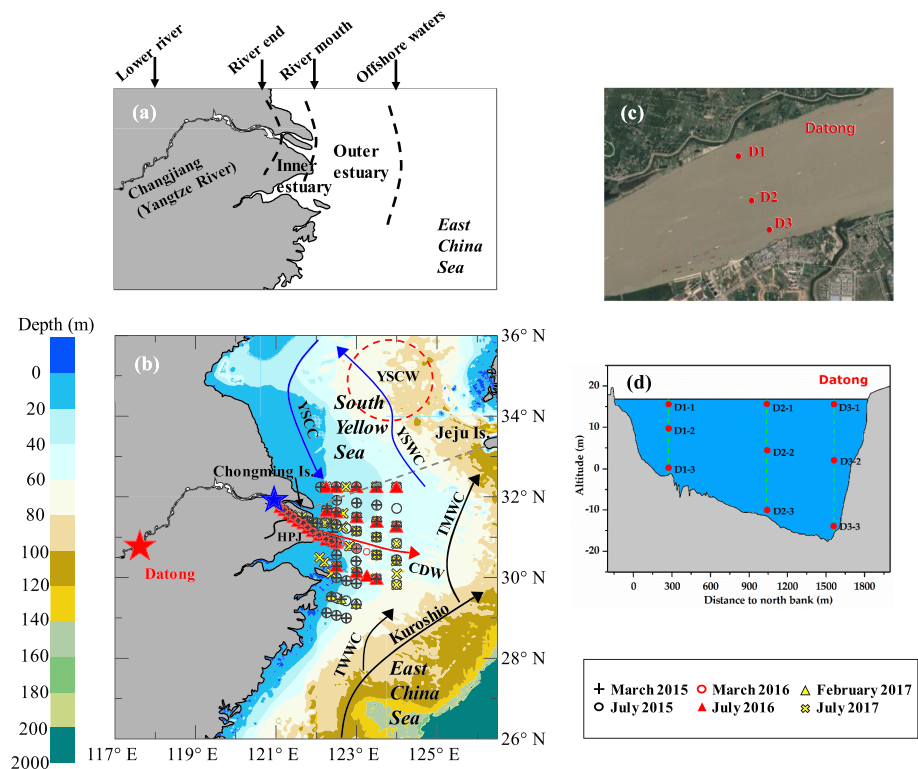 Lower river
River end
River mouth
Offshore waters
(a)
Changjiang
(Yangtze River)
Inner
estuary
Outer
estuary
East
China
Sea
(c)
Datong
D1
D2
D3
Depth (m)
0
20
40
60
80
100
120
140
160
180
200
2000
(b)
36° N
34° N
32° N
30° N
28° N
26° N
117° E
119° E
121° E
123° E
125° E
YSCW
South
Yellow
Sea
YSCC
YSWC
Jeju Is.
Chongming Is.
HPJ
Datong
TMWC
CDW
TWWC
Kuroshio
East
China
Sea
(d)
Datong
Altitude (m)
20
10
0
-10
-20
D1-1
D2-1
D3-1
D1-2
D2-2
D3-2
D1-3
D2-3
D3-3
0
400
800
1200
1600
2000
Distance to north bank (m)
March 2015
March 2016
February 2017
July 2015
July 2016
July 2017